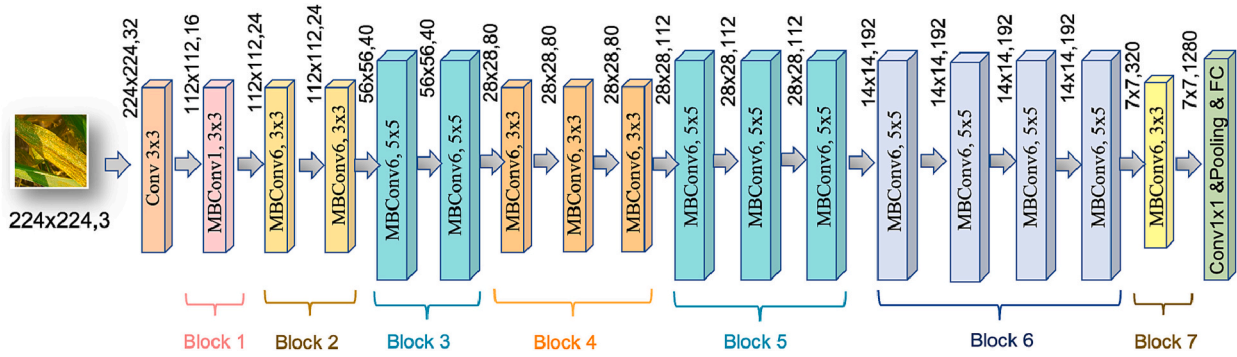 224x224,3
224x224,32
Conv 3x3
112x112,16
MBConv1, 3x3
112x112,24
MBConv6, 3x3
112x112,24
MBConv6, 3x3
56x56,40
MBConv6, 5x5
56x56,40
MBConv6, 5x5
28x28,80
MBConv6, 3x3
28x28,80
MBConv6, 3x3
28x28,80
MBConv6, 3x3
28x28,112
MBConv6, 5x5
28x28,112
MBConv6, 5x5
28x28,112
MBConv6, 5x5
14x14,192
MBConv6, 5x5
14x14,192
MBConv6, 5x5
14x14,192
MBConv6, 5x5
14x14,192
MBConv6, 5x5
7x7,320
MBConv6, 3x3
7x7,1280
Conv1x1 &Pooling & FC
Block 1
Block 2
Block 3
Block 4
Block 5
Block 6
Block 7